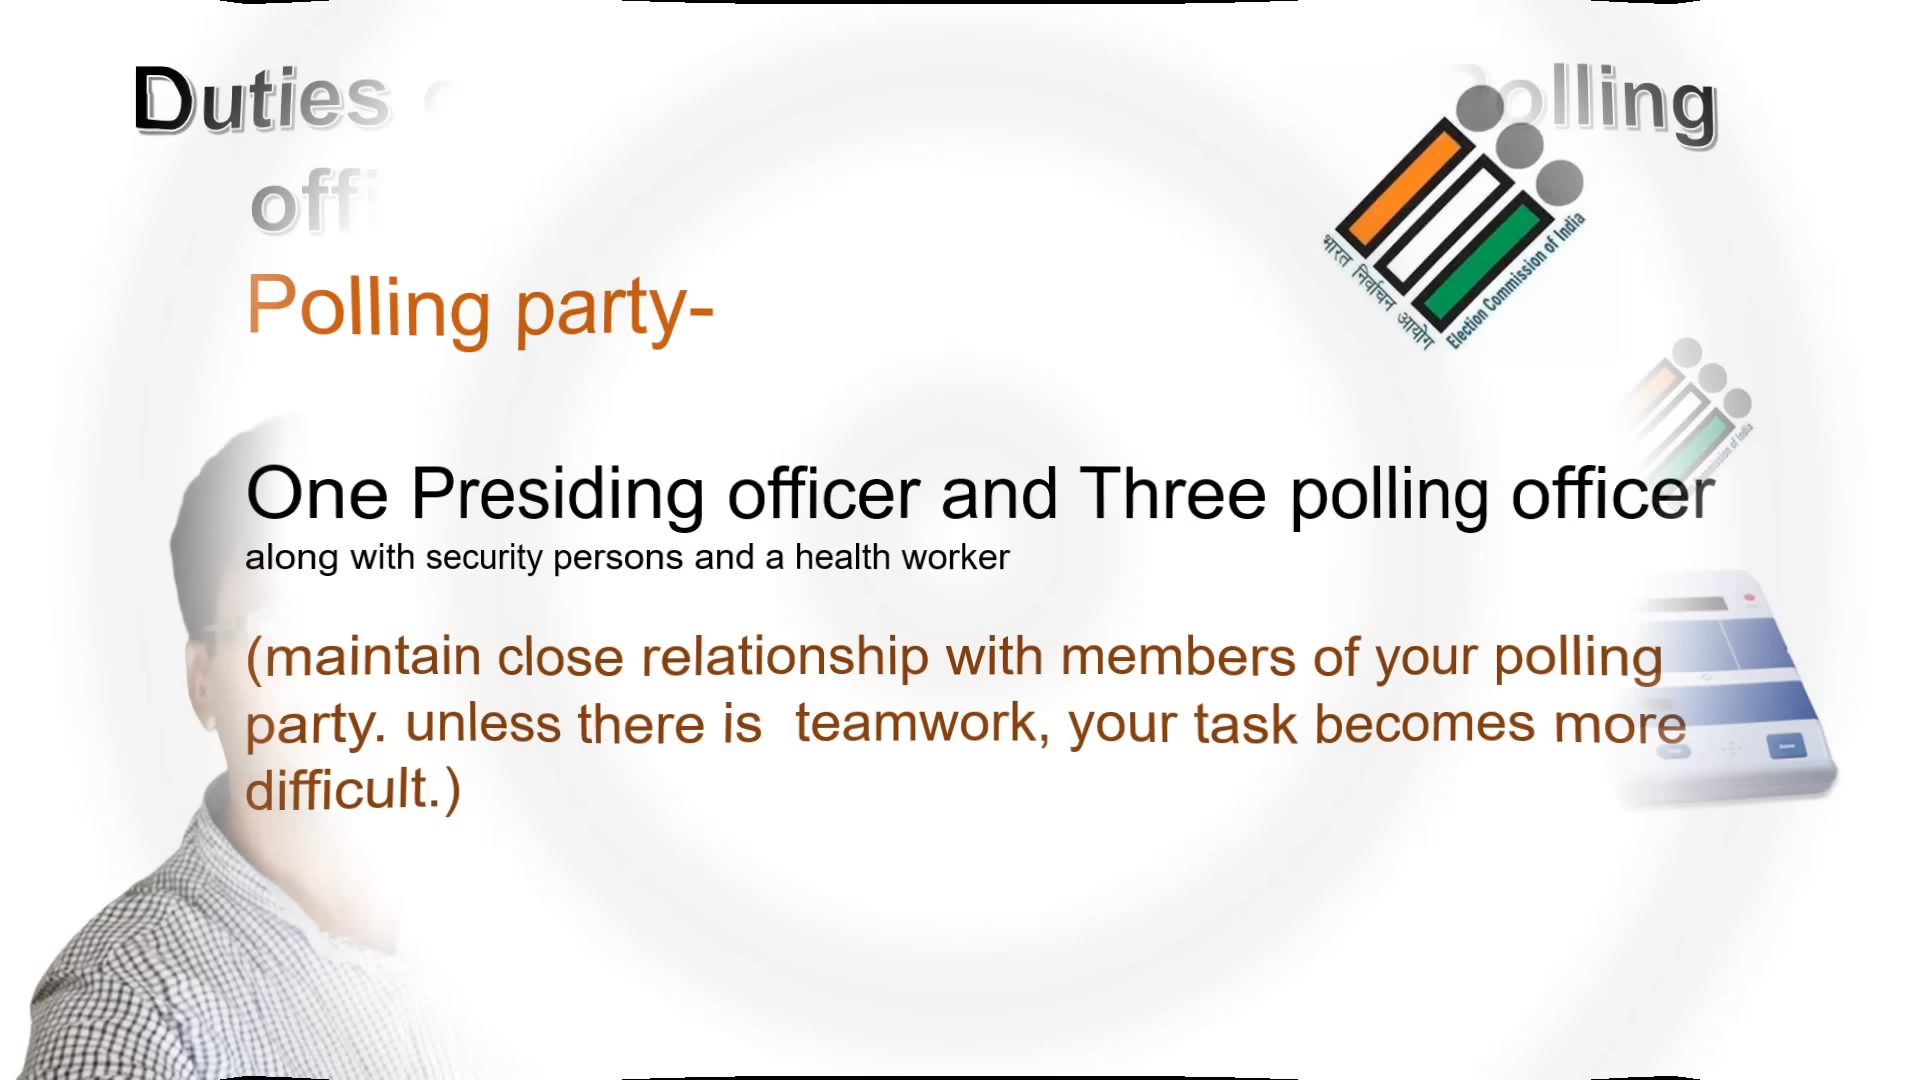 Duties Polling
offi
Polling party-
भारत निर्वाचन आयोग
Election Commission of India
One Presiding officer and Three polling officer
along with security persons and a health worker
(maintain close relationship with members of your polling
party. unless there is teamwork, your task becomes more
difficult.)